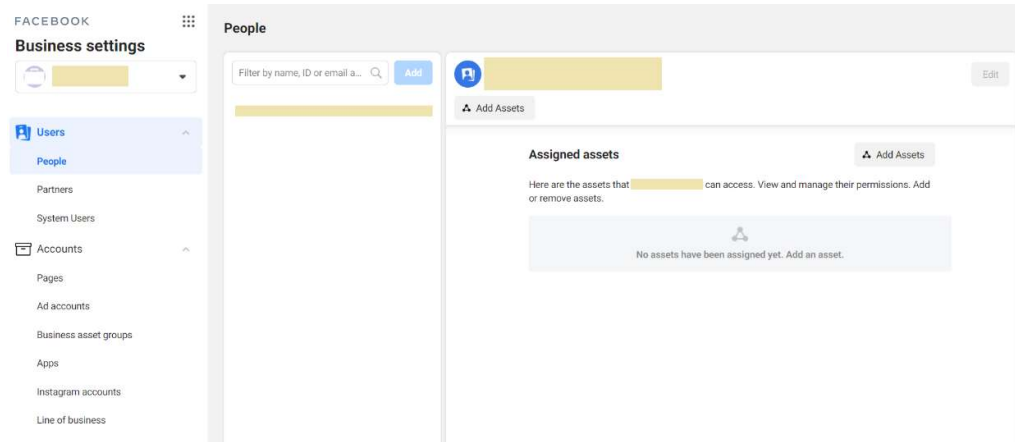 FACEBOOK
Business settings
Users
People
Partners
System Users
Accounts
Pages
Ad accounts
Business asset groups
Apps
Instagram accounts
Line of business
People
Filter by name, ID or email a...
Add
Edit
Add Assets
Assigned assets
Add Assets
Here are the assets that can access. View and manage their permissions. Add
or remove assets.
No assets have been assigned yet. Add an asset.